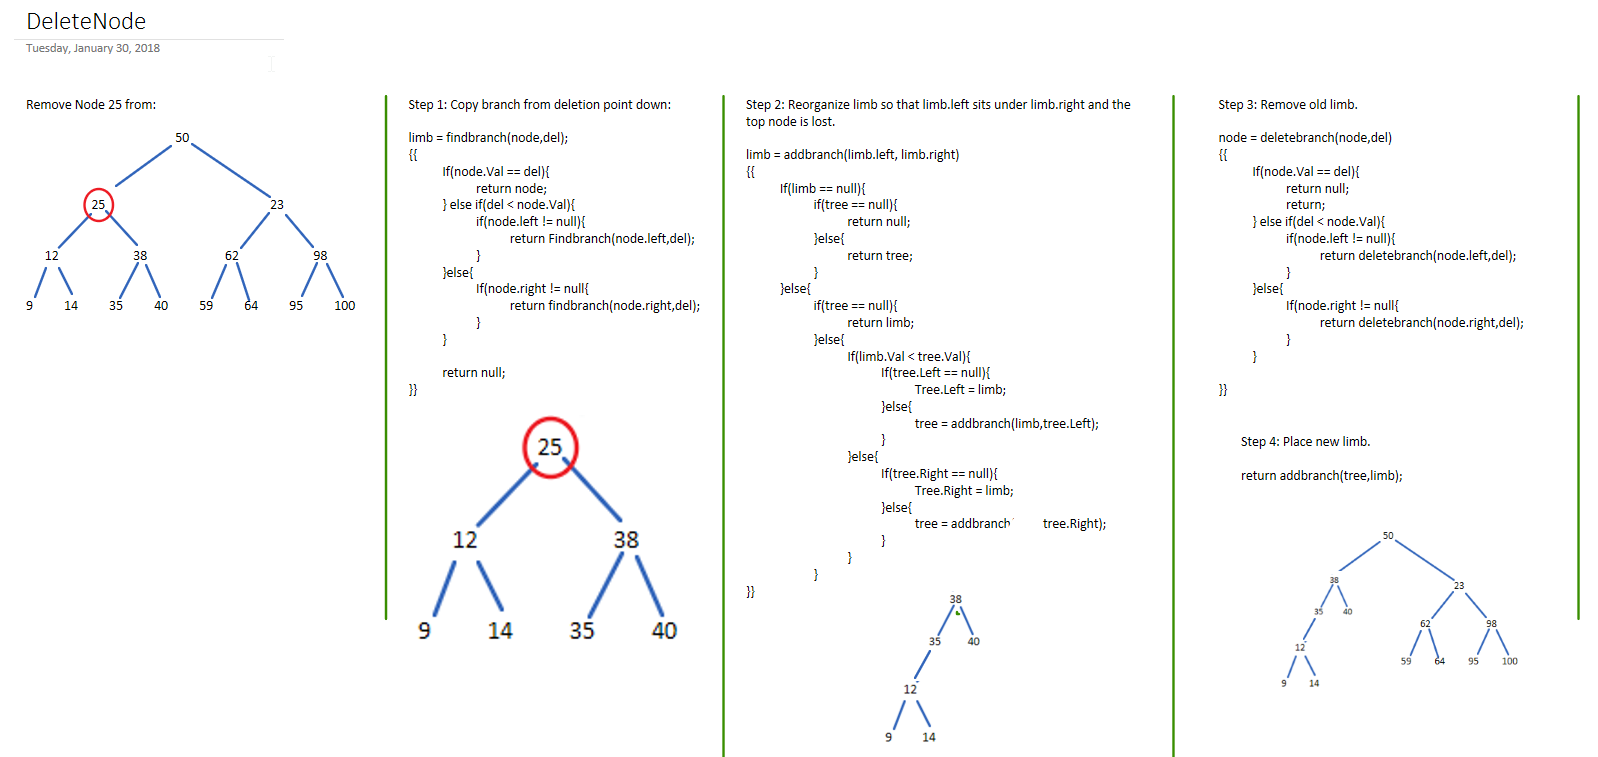 DeleteNode
Tuesday, January 30, 2018
Remove Node 25 from:
50
25
23
12
38
62
98
9
14
35
40
59
64
95
100
Step 1: Copy branch from deletion point down:
limb = findbranch(node,del);
{{
If(node.Val == del){
return node;
} else if(del < node.Val){
if(node.left != null){
return Findbranch(node.left,del);
}
}else{
If(node.right != null{
return findbranch(node.right,del);
}
}
return null;
}}
25
12
38
9
14
35
40
Step 2: Reorganize limb so that limb.left sits under limb.right and the
top node is lost.
limb = addbranch(limb.left, limb.right)
{{
If(limb == null){
if(tree == null){
return null;
}else{
return tree;
}
}else{
if(tree == null){
return limb;
}else{
If(limb.Val < tree.Val){
If(tree.Left == null){
Tree.Left = limb;
}else{
tree = addbranch(limb,tree.Left);
}
}else{
If(tree.Right == null){
Tree.Right = limb;
}else{
tree = addbranch tree.Right);
}
}
}
}}
38
35
40
12
9
14
Step 3: Remove old limb.
node = deletebranch(node,del)
{{
If(node.Val == del){
return null;
return;
} else if(del < node.Val){
if(node.left != null){
return deletebranch(node.left,del);
}
}else{
If(node.right != null{
return deletebranch(node.right,del);
}
}
}}
Step 4: Place new limb.
return addbranch(tree,limb);
50
38
23
35
40
62
98
12
59
64
95
100
9
14